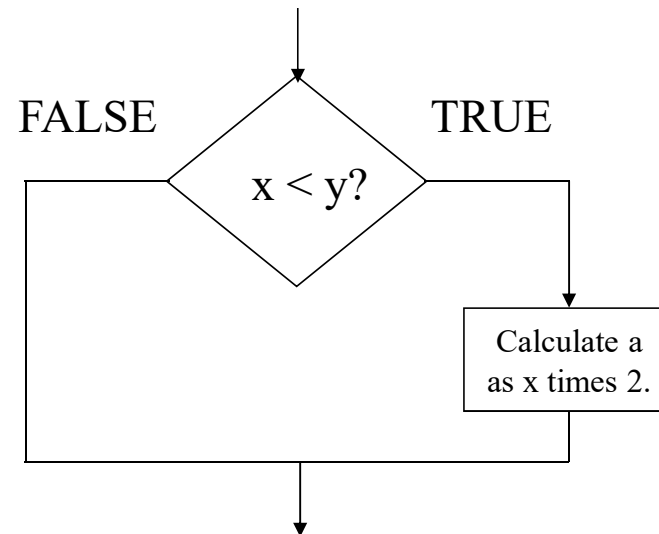 FALSE
TRUE
x < y?
Calculate a
as x times 2.